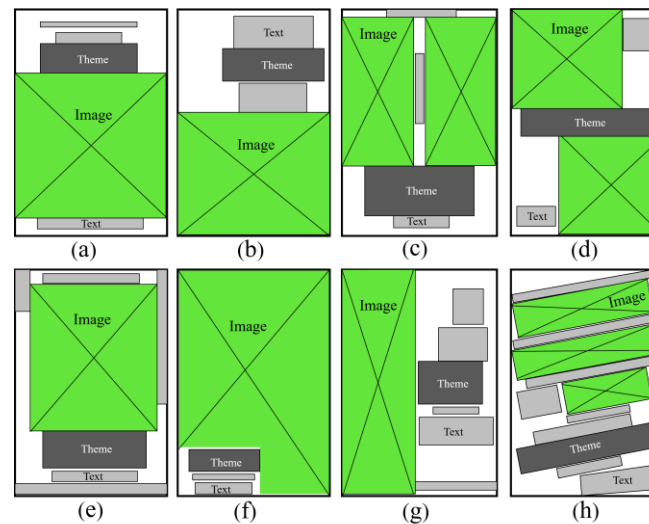 Theme
Image
Text
(a)
Text
Theme
Image
(b)
Image
Theme
Text
(c)
Image
Theme
Text
(d)
Image
Theme
Text
(e)
Image
Theme
Text
(f)
Image
Theme
Text
(g)
Image
Theme
Text
(h)